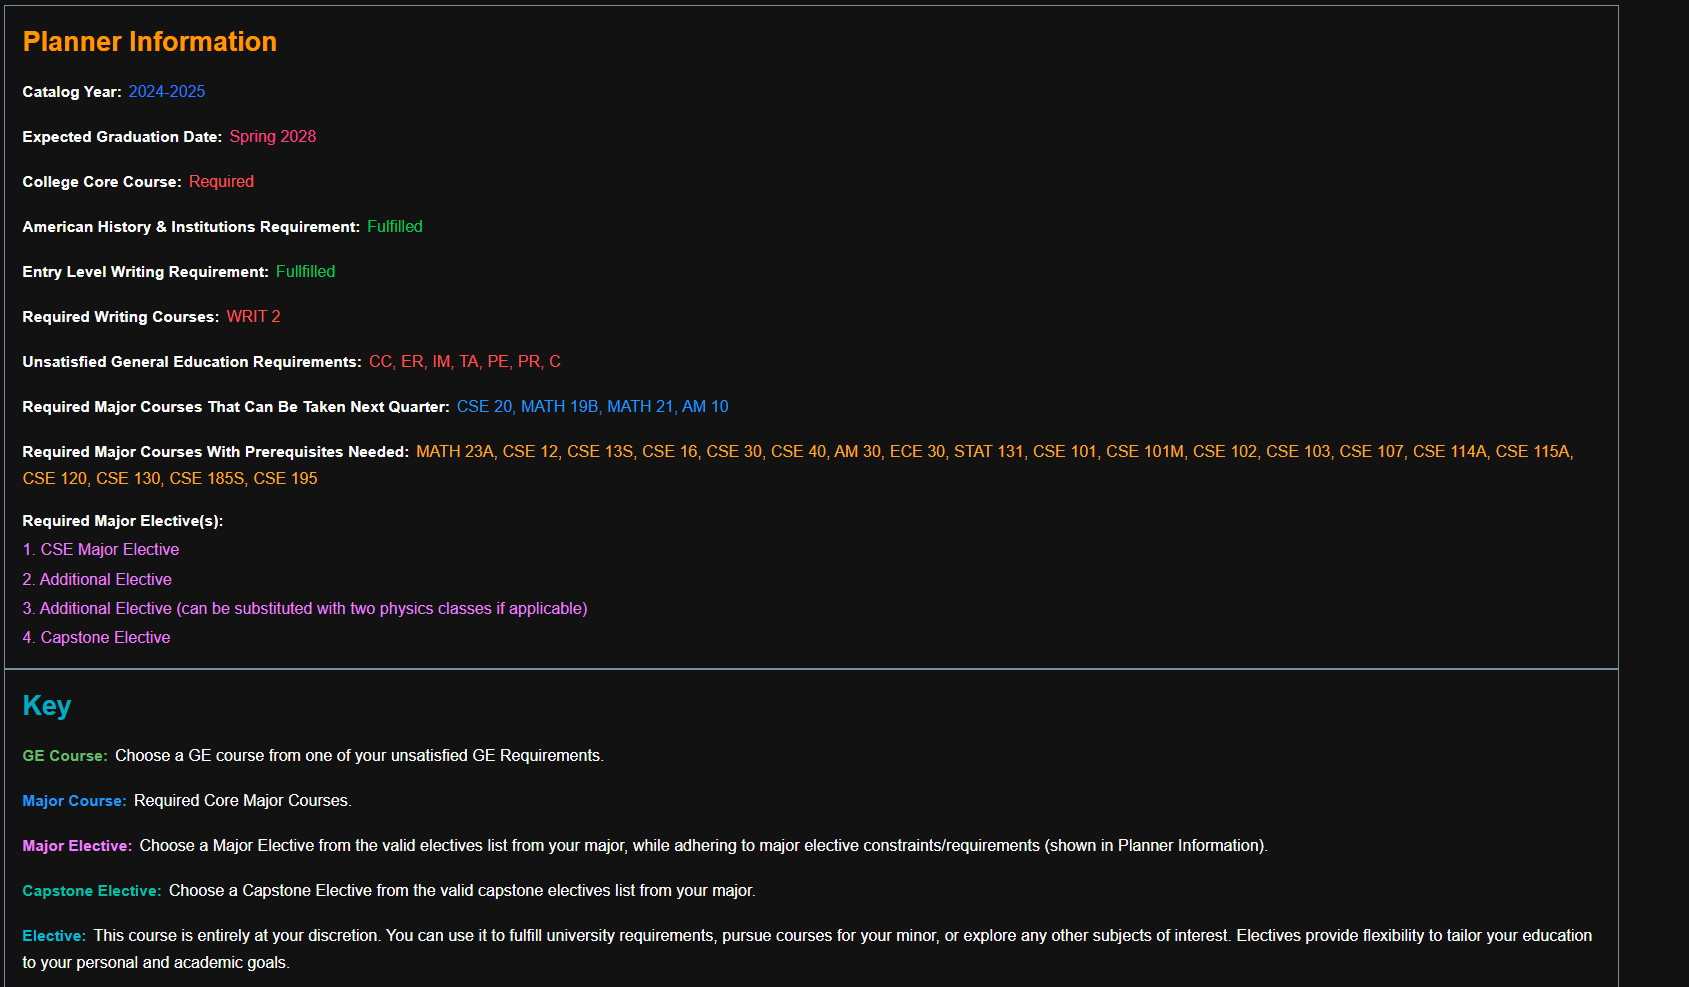 Planner Information
Catalog Year: 2024-2025
Expected Graduation Date: Spring 2028
College Core Course: Required
American History & Institutions Requirement: Fulfilled
Entry Level Writing Requirement: Fullfilled
Required Writing Courses: WRIT 2
Unsatisfied General Education Requirements: CC, ER, IM, TA, PE, PR, C
Required Major Courses That Can Be Taken Next Quarter: CSE 20, MATH 19B, MATH 21, AM 10
Required Major Courses With Prerequisites Needed: MATH 23A, CSE 12, CSE 13S, CSE 16, CSE 30, CSE 40, AM 30, ECE 30, STAT 131, CSE 101, CSE 101M, CSE 102, CSE 103, CSE 107, CSE 114A, CSE 115A,
CSE 120, CSE 130, CSE 185S, CSE 195
Required Major Elective(s):
1. CSE Major Elective
2. Additional Elective
3. Additional Elective (can be substituted with two physics classes if applicable)
4. Capstone Elective
Key
GE Course: Choose a GE course from one of your unsatisfied GE Requirements.
Major Course: Required Core Major Courses.
Major Elective: Choose a Major Elective from the valid electives list from your major, while adhering to major elective constraints/requirements (shown in Planner Information).
Capstone Elective: Choose a Capstone Elective from the valid capstone electives list from your major.
Elective: This course is entirely at your discretion. You can use it to fulfill university requirements, pursue courses for your minor, or explore any other subjects of interest. Electives provide flexibility to tailor your education
to your personal and academic goals.